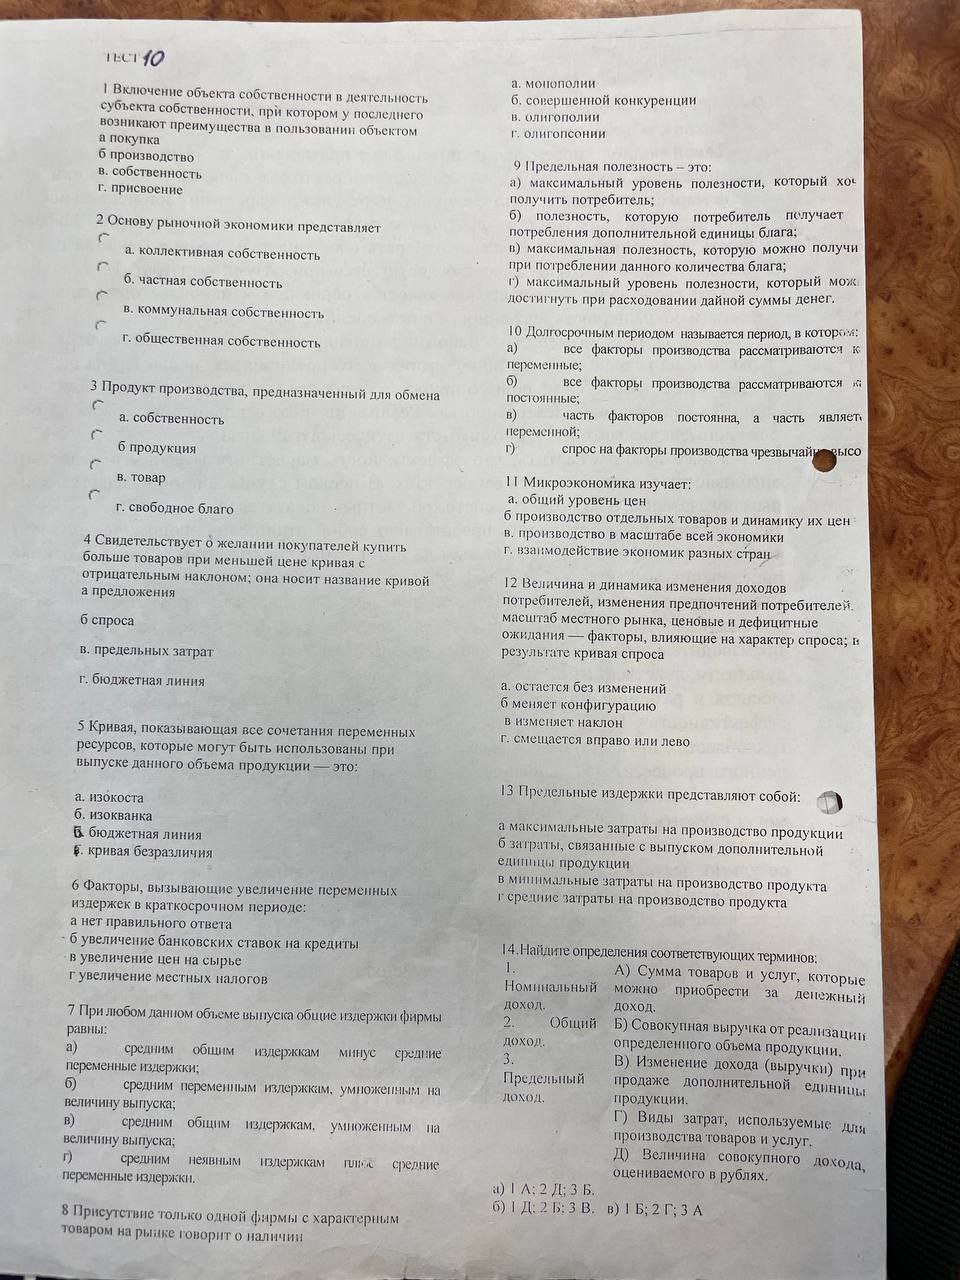 ТЕСТ 10
1 Включение объекта собственности в деятельность
субъекта собственности, при котором у последнего
возникают преимущества в пользовании объектом
а покупка
б производство
в. собственность
г. присвоение
2 Основу рыночной экономики представляет
а. коллективная собственность
б. частная собственность
в. коммунальная собственность
г. общественная собственность
3 Продукт производства, предназначенный для обмена
а. собственность
б продукция
в. товар
г. свободное благо
4 Свидетельствует о желании покупателей купить
больше товаров при меньшей цене кривая с
отрицательным наклоном; она носит название кривой
а предложения
б спроса
в. предельных затрат
г. бюджетная линия
5 Кривая, показывающая все сочетания переменных
ресурсов, которые могут быть использованы при
выпуске данного объема продукции — это:
а. изокоста
б. изокванка
в. бюджетная линия
г. кривая безразличия
6 Факторы, вызывающие увеличение переменных
издержек в краткосрочном периоде:
а нет правильного ответа
б увеличение банковских ставок на кредиты
в увеличение цен на сырье
г увеличение местных налогов
7 При любом данном объеме выпуска общие издержки фирмы
равны:
а) средним общим издержкам минус средние
переменные издержки;
б) средним переменным издержкам, умноженным на
величину выпуска;
в) средним общим издержкам, умноженным на
величину выпуска;
г) средним неявным издержкам плюс средние
переменные издержки.
8 Присутствие только одной фирмы с характерным
товаром на рынке говорит о наличии
а. монополии
б. совершенной конкуренции
в. олигополии
г. олигопсонии
9 Предельная полезность – это:
а) максимальный уровень полезности, который хоч
получить потребитель;
б) полезность, которую потребитель получает
потребления дополнительной единицы блага;
в) максимальная полезность, которую можно получи
при потреблении данного количества блага;
г) максимальный уровень полезности, который мож
достигнуть при расходовании дайной суммы денег.
10 Долгосрочным периодом называется период, в котором:
а) все факторы производства рассматриваются к
переменные;
б) все факторы производства рассматриваются к
постоянные;
в) часть факторов постоянна, а часть являет
переменной;
г) спрос на факторы производства чрезвычайно высо
11 Микроэкономика изучает:
а. общий уровень цен
б производство отдельных товаров и динамику их цен
в. производство в масштабе всей экономики
г. взаимодействие экономик разных стран
12 Величина и динамика изменения доходов
потребителей, изменения предпочтений потребителей.
масштаб местного рынка, ценовые и дефицитные
ожидания — факторы, влияющие на характер спроса; в
результате кривая спроса
а. остается без изменений
б меняет конфигурацию
в изменяет наклон
г. смещается вправо или лево
13 Предельные издержки представляют собой:
а максимальные затраты на производство продукции
б затраты, связанные с выпуском дополнительной
единицы продукции
в минимальные затраты на производство продукта
г средние затраты на производство продукта
14.Найдите определения соответствующих терминов:
1. А) Сумма товаров и услуг, которые
Номинальный можно приобрести за денежный
доход. доход.
2. Общий Б) Совокупная выручка от реализации
доход. определенного объема продукции.
3. В) Изменение дохода (выручки) при
Предельный продаже дополнительной единицы
доход. продукции.
Г) Виды затрат, используемые для
производства товаров и услуг.
Д) Величина совокупного дохода,
оцениваемого в рублях.
а) 1 А; 2 Д; 3 Б.
б) 1 Д; 2 Б; 3 В. в) 1 Б; 2 Г; 3 А